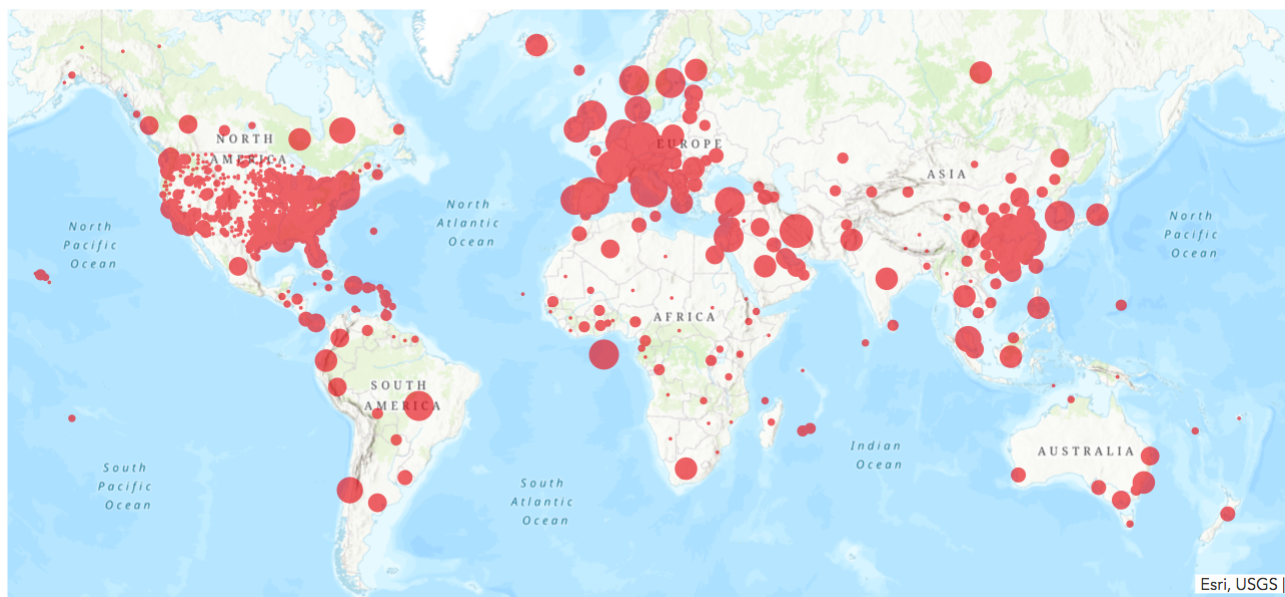 NORTH
AMERICA
EUROPE
ASIA
North
Atlantic
Ocean
North
Pacific
Ocean
North
Pacific
Ocean
AFRICA
SOUTH
AMERICA
Indian
Ocean
AUSTRALIA
South
Pacific
Ocean
South
Atlantic
Ocean
Esri, USGS |